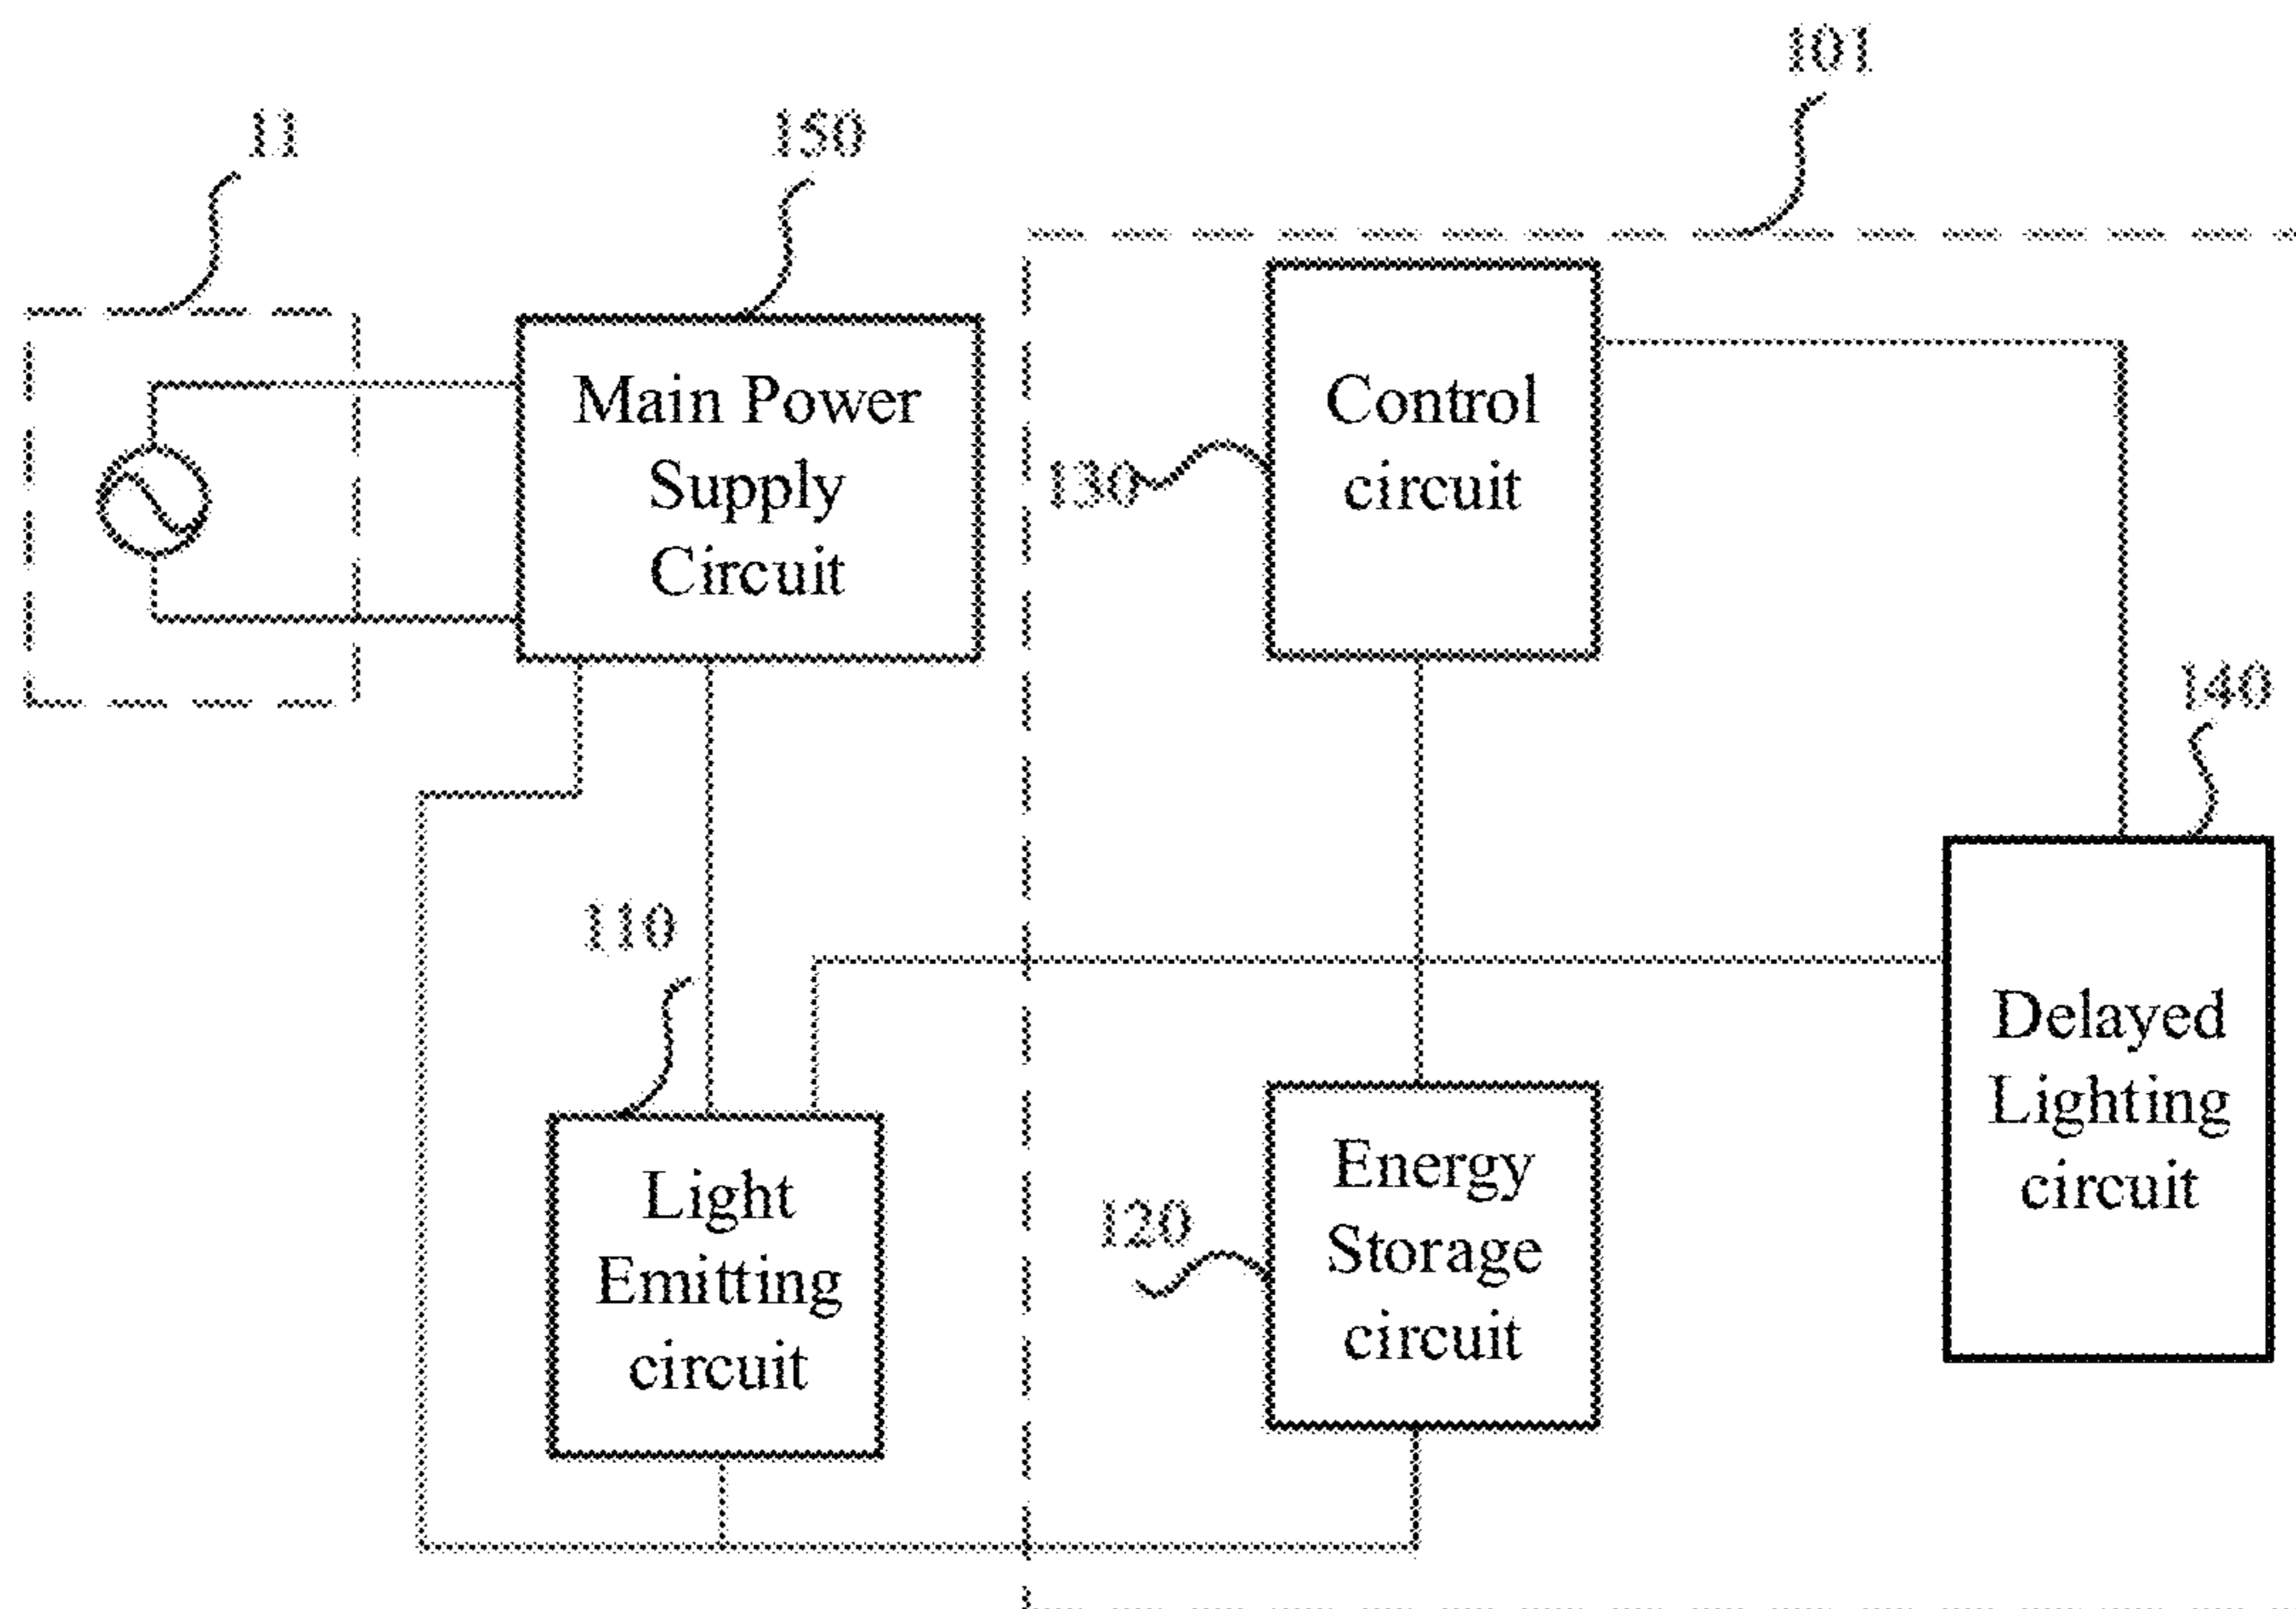 101
11
150
Main Power
Supply
Circuit
Control
circuit
130
140
110
Delayed
Lighting
circuit
Light
Emitting
circuit
120
Energy
Storage
circuit